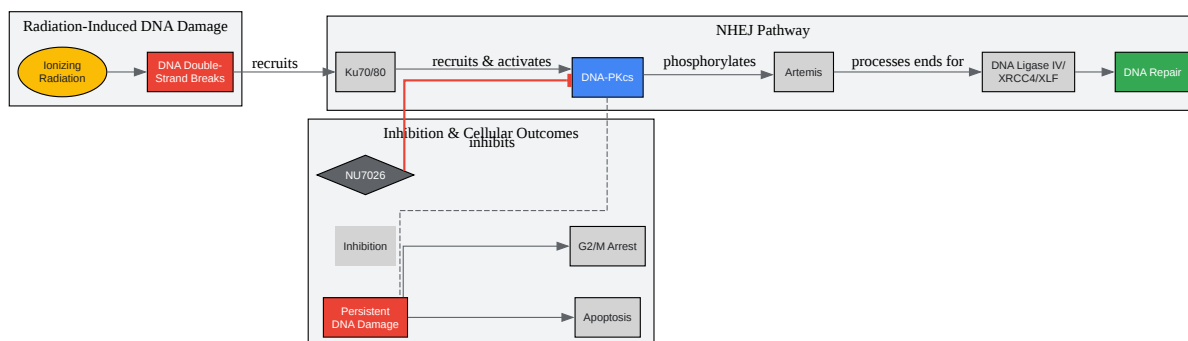 Radiation-Induced DNA Damage
Ionizing
Radiation
DNA Double-
Strand Breaks
recruits
NHEJ Pathway
Ku70/80
recruits & activates
DNA-PKcs
phosphorylates
Artemis
processes ends for
DNA Ligase IV/
XRCC4/XLF
DNA Repair
Inhibition & Cellular Outcomes
inhibits
NU7026
Inhibition
G2/M Arrest
Persistent
DNA Damage
Apoptosis